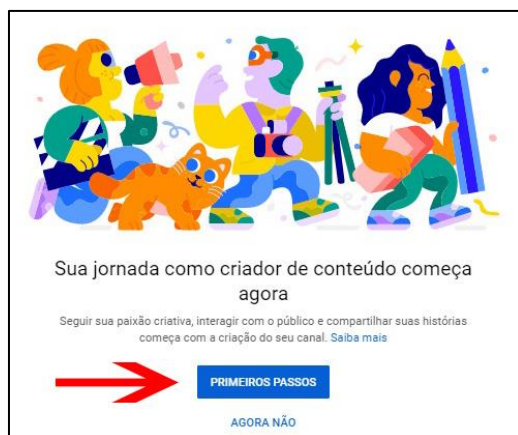 Sua jornada como criador de conteúdo começa
agora
Seguir sua paixão criativa, interagir com o público e compartilhar suas histórias
começa com a criação do seu canal. Saiba mais
PRIMEIROS PASSOS
AGORA NÃO